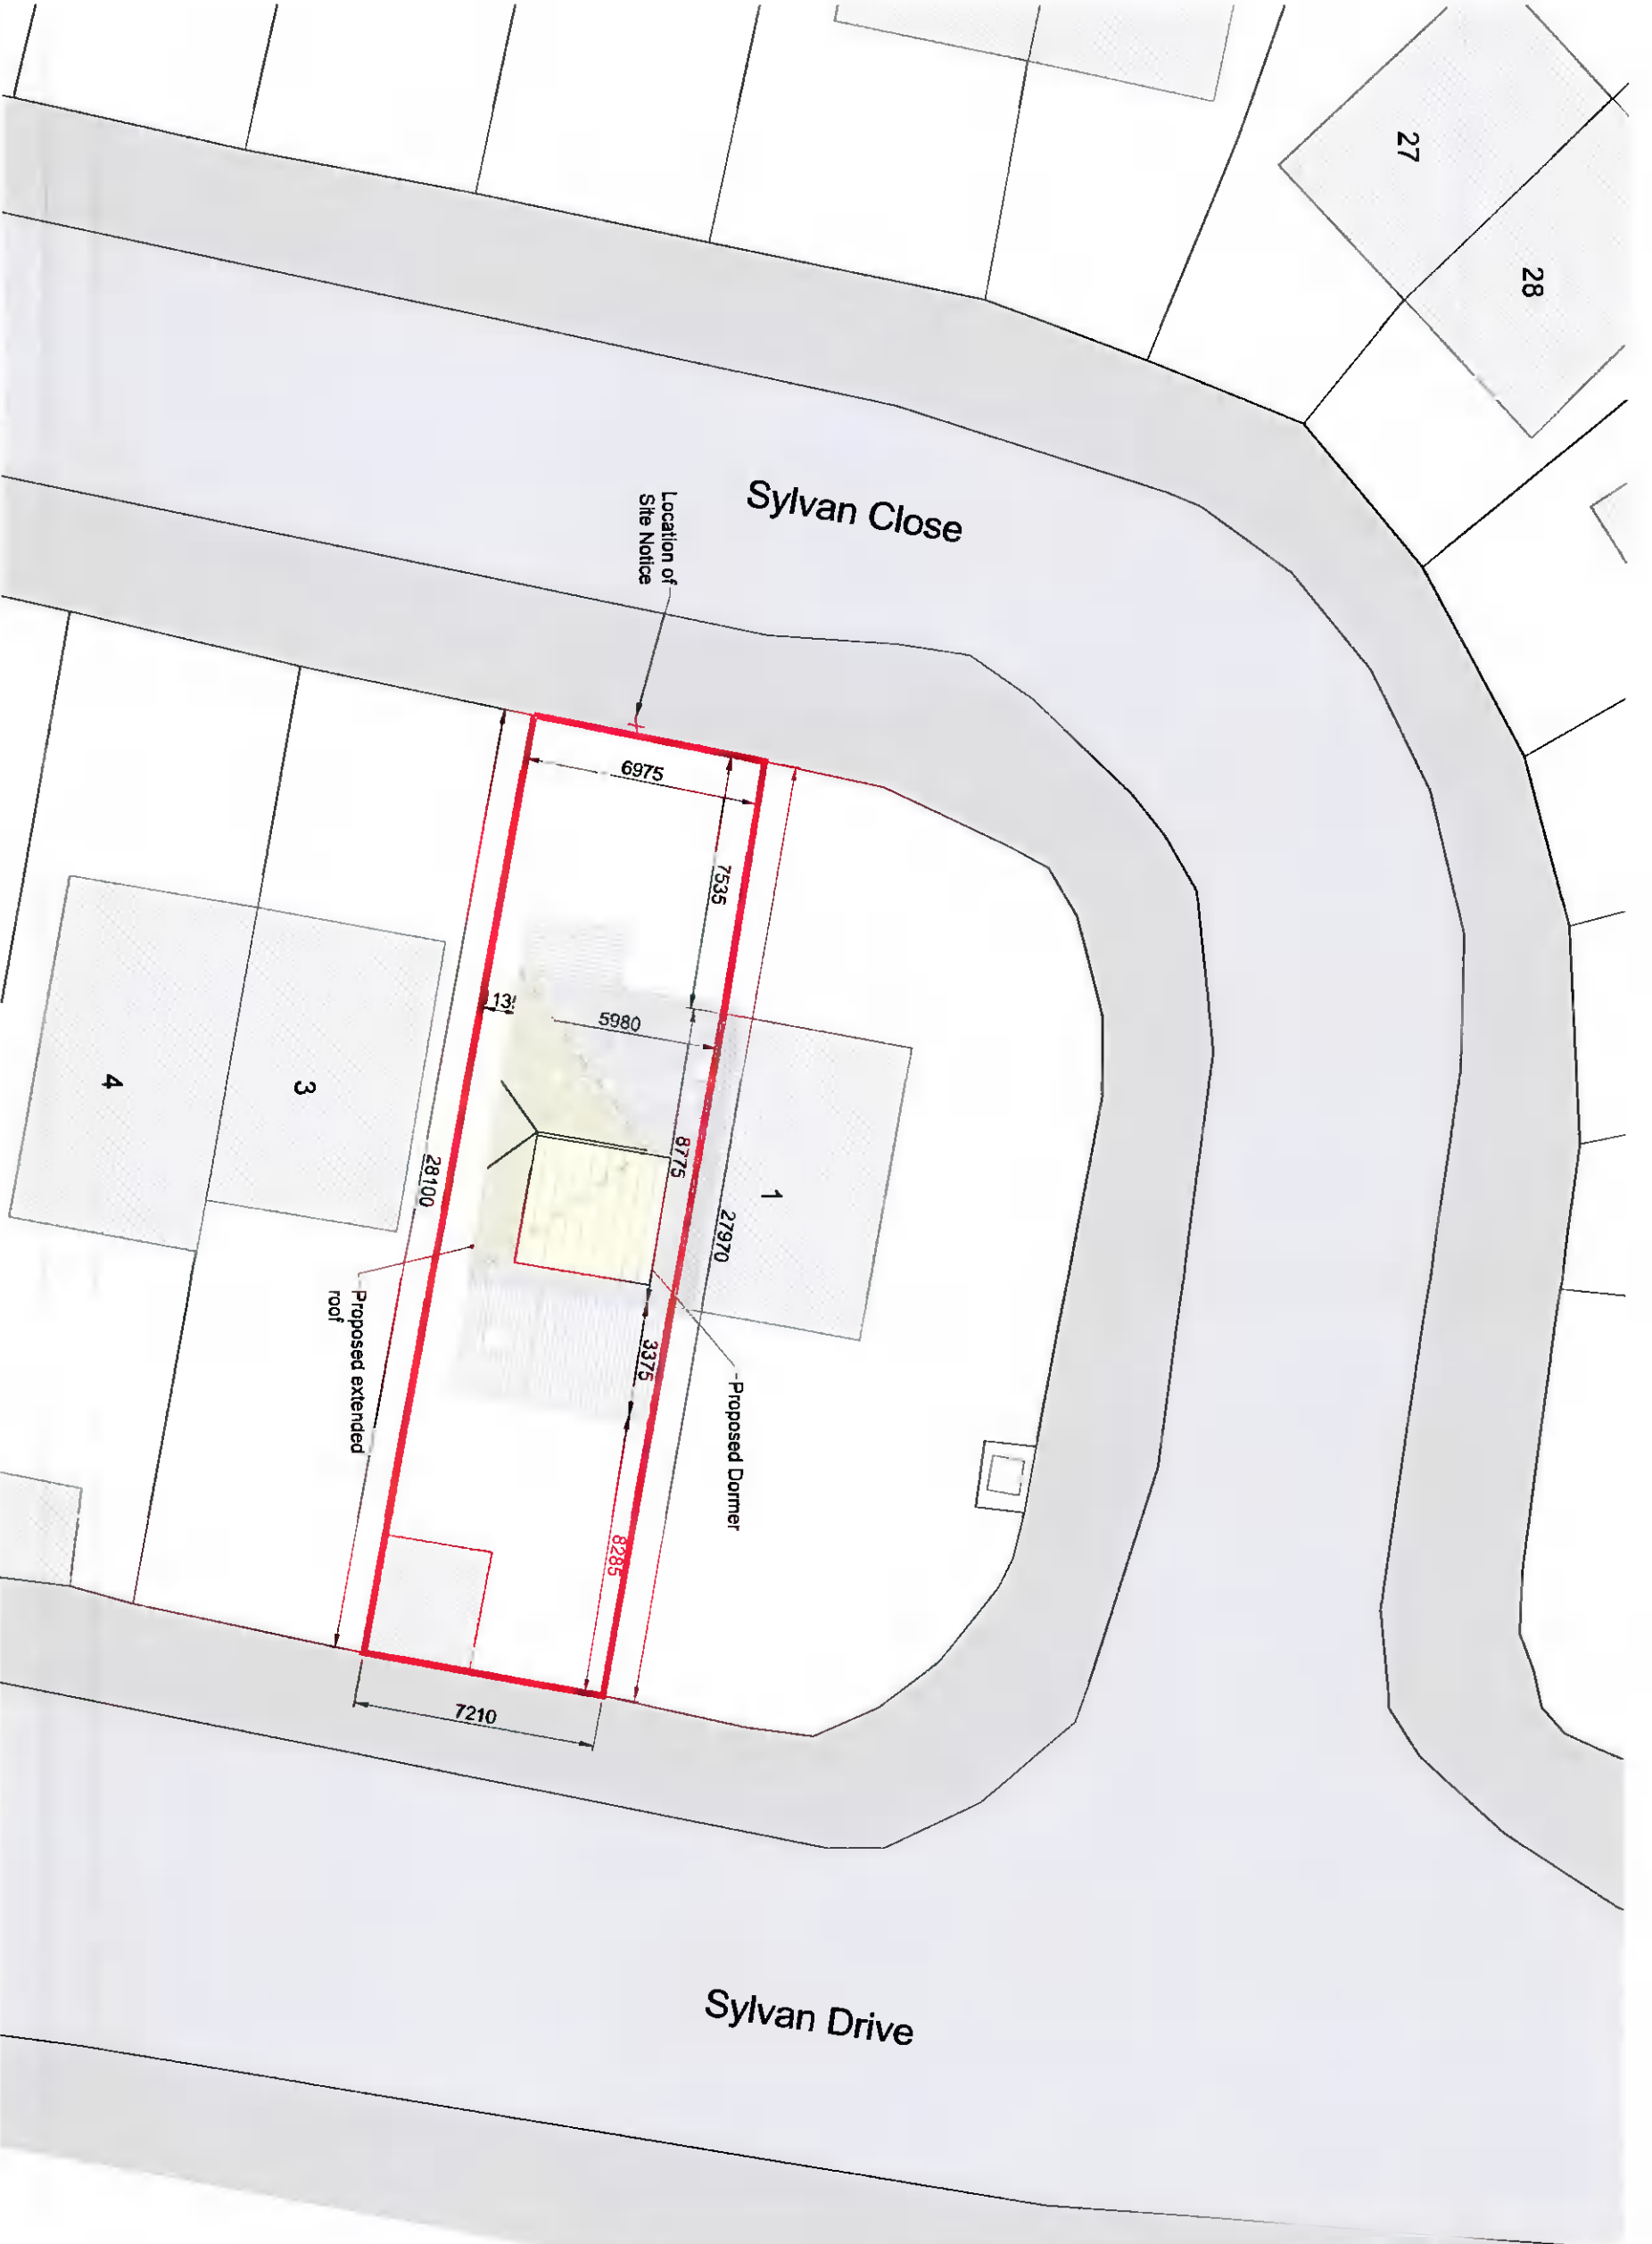 27
28
Sylvan Close
Location of
Site Notice
6975
7535
5980
8775
1
3
4
28100
27970
Proposed extended
roof
3375
Proposed Dormer
8285
7210
Sylvan Drive